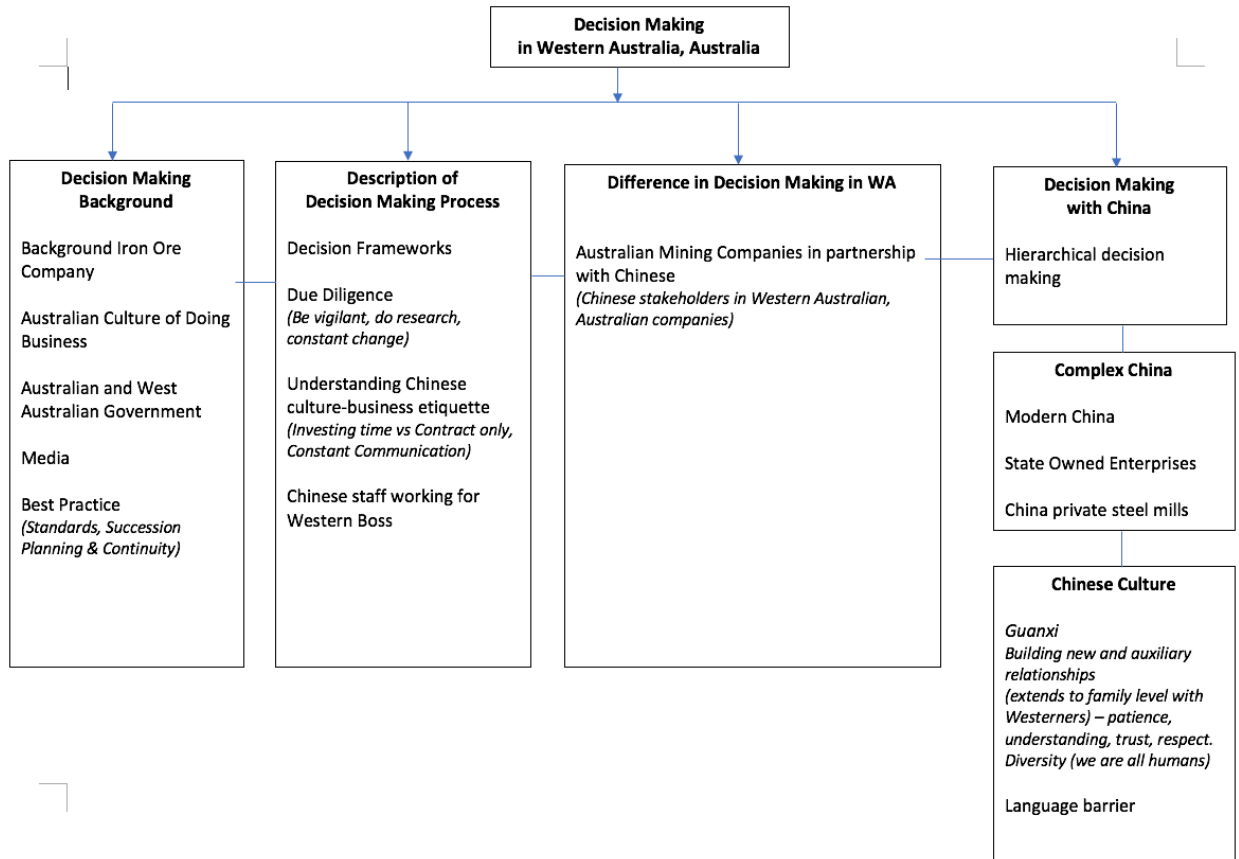 Decision Making
in Western Australia, Australia
Decision Making
Background
Background Iron Ore
Company
Australian Culture of Doing
Business
Australian and West
Australian Government
Media
Best Practice
(Standards, Succession
Planning & Continuity)
Description of
Decision Making Process
Decision Frameworks
Due Diligence
(Be vigilant, do research,
constant change)
Understanding Chinese
culture-business etiquette
(Investing time vs Contract only,
Constant Communication)
Chinese staff working for
Western Boss
Difference in Decision Making in WA
Australian Mining Companies in partnership
with Chinese
(Chinese stakeholders in Western Australian,
Australian companies)
Decision Making
with China
Hierarchical decision
making
Complex China
Modern China
State Owned Enterprises
China private steel mills
Chinese Culture
Guanxi
Building new and auxiliary
relationships
(extends to family level with
Westerners) – patience,
understanding, trust, respect.
Diversity (we are all humans)
Language barrier